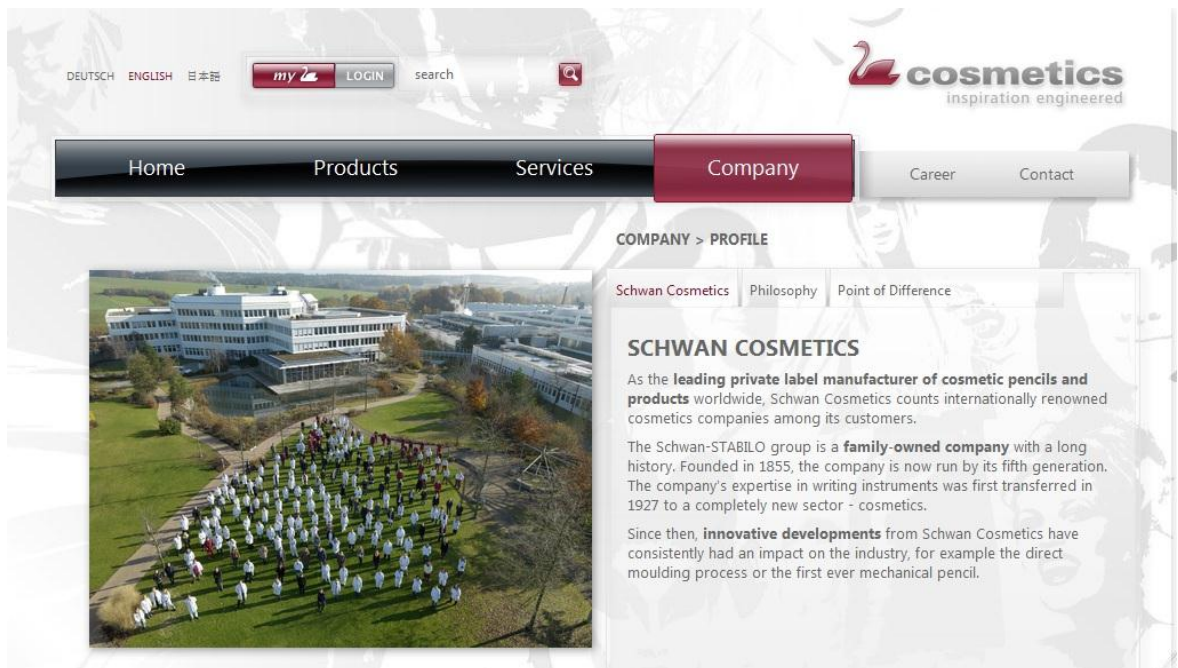 DEUTSCH ENGLISH 日本語
my LOGIN search
cosmetics
inspiration engineered
Home Products Services Company Career Contact
COMPANY > PROFILE
Schwan Cosmetics Philosophy Point of Difference
SCHWAN COSMETICS
As the leading private label manufacturer of cosmetic pencils and
products worldwide, Schwan Cosmetics counts internationally renowned
cosmetics companies among its customers.
The Schwan-STABILO group is a family-owned company with a long
history. Founded in 1855, the company is now run by its fifth generation.
The company's expertise in writing instruments was first transferred in
1927 to a completely new sector - cosmetics.
Since then, innovative developments from Schwan Cosmetics have
consistently had an impact on the industry, for example the direct
moulding process or the first ever mechanical pencil.